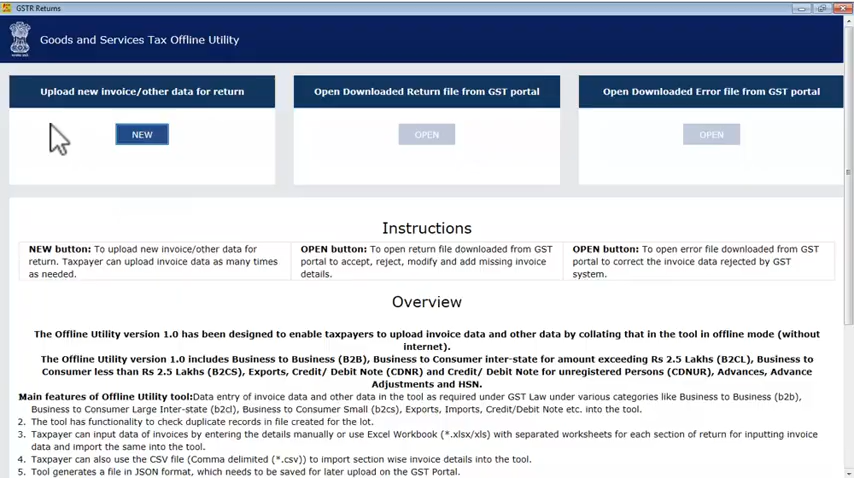 GSTR Returns
Goods and Services Tax Offline Utility
Upload new invoice/other data for return
NEW
Open Downloaded Return file from GST portal
OPEN
Open Downloaded Error file from GST portal
OPEN
Instructions
NEW button: To upload new invoice/other data for
return. Taxpayer can upload invoice data as many times
as needed.
OPEN button: To open return file downloaded from GST
portal to accept, reject, modify and add missing invoice
details.
OPEN button: To open error file downloaded from GST
portal to correct the invoice data rejected by GST
system.
Overview
The Offline Utility version 1.0 has been designed to enable taxpayers to upload invoice data and other data by collating that in the tool in offline mode (without
internet).
The Offline Utility version 1.0 includes Business to Business (B2B), Business to Consumer inter-state for amount exceeding Rs 2.5 Lakhs (B2CL), Business to
Consumer less than Rs 2.5 Lakhs (B2CS), Exports, Credit/ Debit Note (CDNR) and Credit/ Debit Note for unregistered Persons (CDNUR), Advances, Advance
Adjustments and HSN.
Main features of Offline Utility tool:Data entry of invoice data and other data in the tool as required under GST Law under various categories like Business to Business (b2b),
Business to Consumer Large Inter-state (b2cl), Business to Consumer Small (b2cs), Exports, Imports, Credit/Debit Note etc. into the tool.
2. The tool has functionality to check duplicate records in file created for the lot.
3. Taxpayer can input data of invoices by entering the details manually or use Excel Workbook (*.xlsx/xls) with separated worksheets for each section of return for inputting invoice
data and import the same into the tool.
4. Taxpayer can also use the CSV file (Comma delimited (*.csv)) to import section wise invoice details into the tool.
5. Tool generates a file in JSON format, which needs to be saved for later upload on the GST Portal.